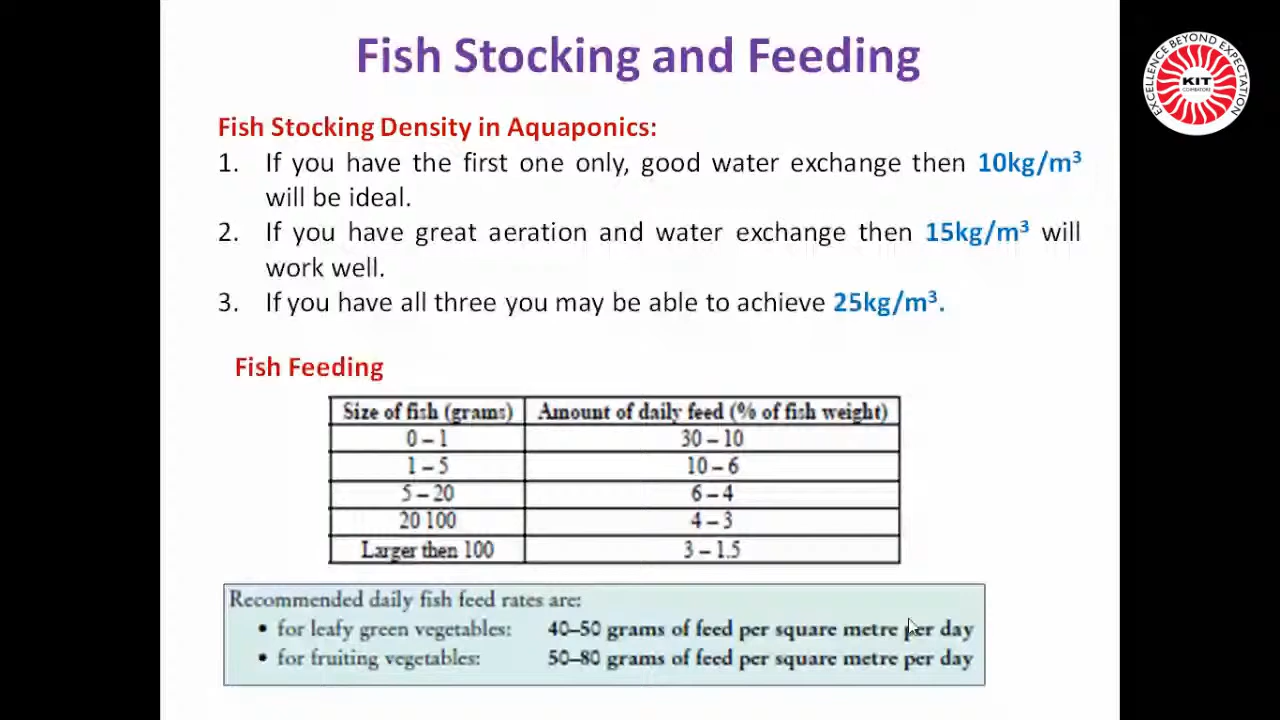 Fish Stocking and Feeding
EXCELLENCE BEYOND EXPECTATION
KIT
COIMBATORE
Fish Stocking Density in Aquaponics:
1. If you have the first one only, good water exchange then 10kg/m³
will be ideal.
2. If you have great aeration and water exchange then 15kg/m³ will
work well.
3. If you have all three you may be able to achieve 25kg/m³.
Fish Feeding
Size of fish (grams) Amount of daily feed (% of fish weight)
0 – 1 30 – 10
1 – 5 10 – 6
5 – 20 6 – 4
20 100 4 – 3
Larger then 100 3 – 1.5
Recommended daily fish feed rates are:
• for leafy green vegetables: 40–50 grams of feed per square metre per day
• for fruiting vegetables: 50–80 grams of feed per square metre per day